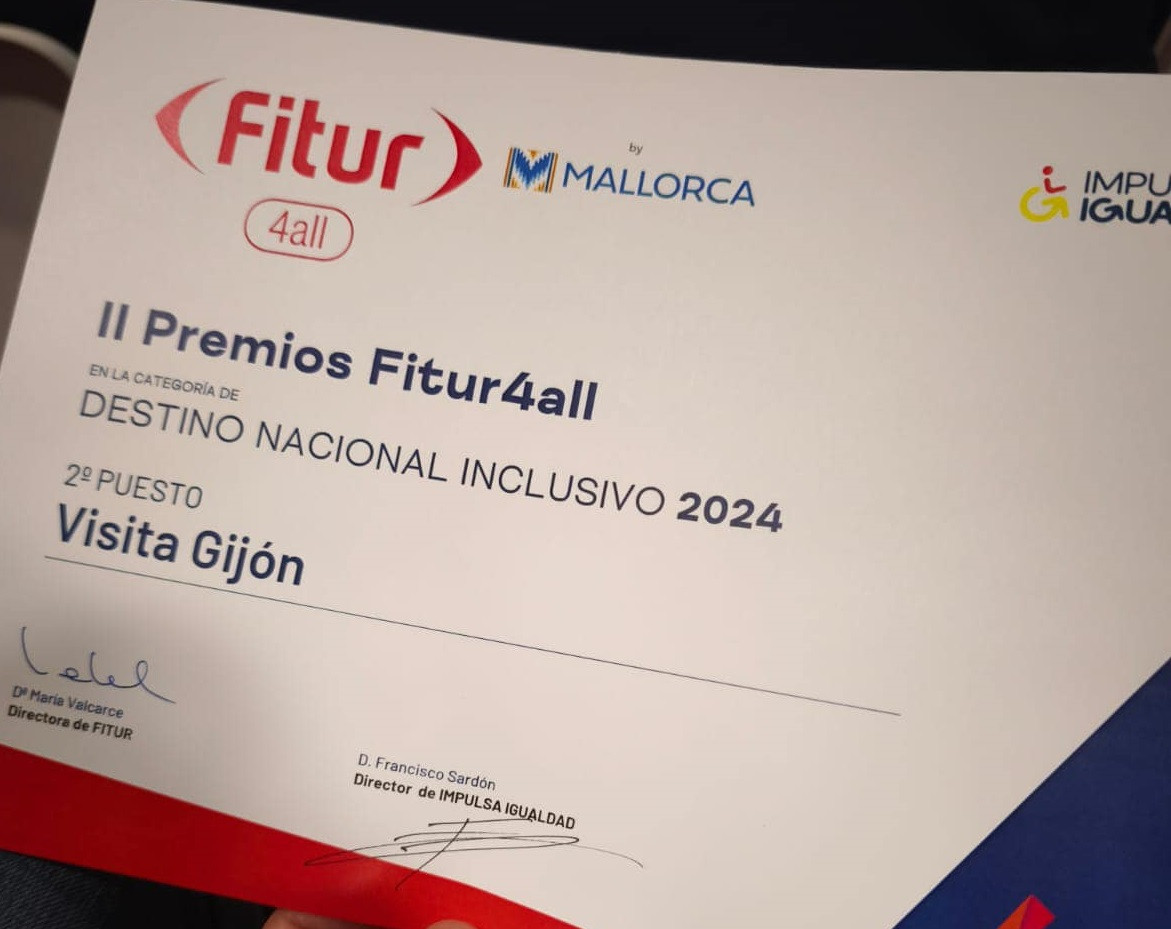 Fitur
4all
by
MALLORCA
IMPU
IGUA
II Premios Fitur4all
EN LA CATEGORÍA DE
DESTINO NACIONAL INCLUSIVO 2024
2º PUESTO
Visita Gijón
Dª María Valcarce
Directora de FITUR
D. Francisco Sardón
Director de IMPULSA IGUALDAD